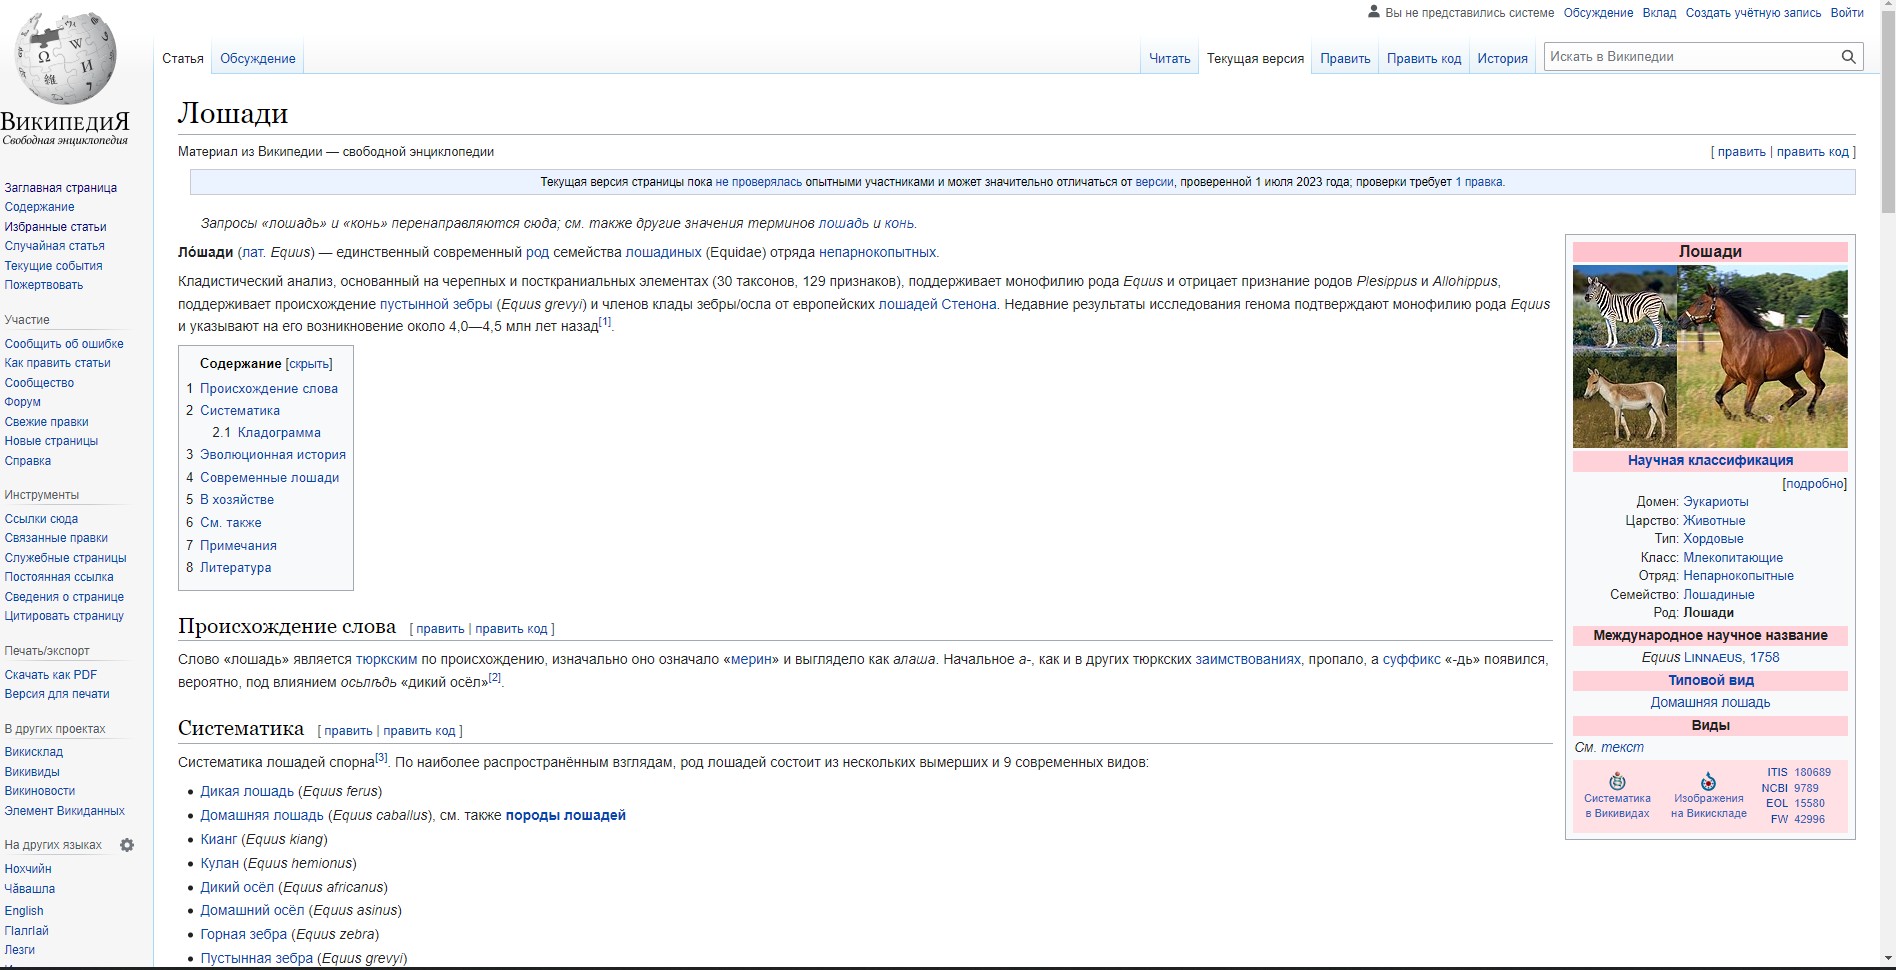 Вы не представились системе Обсуждение Вклад Создать учётную запись Войти
Статья Обсуждение Читать Текущая версия Править Править код История Искать в Википедии
ВикипедиЯ
Свободная энциклопедия
Заглавная страница
Содержание
Избранные статьи
Случайная статья
Текущие события
Пожертвовать
Участие
Сообщить об ошибке
Как править статьи
Сообщество
Форум
Свежие правки
Новые страницы
Справка
Инструменты
Ссылки сюда
Связанные правки
Служебные страницы
Постоянная ссылка
Сведения о странице
Цитировать страницу
Печать/экспорт
Скачать как PDF
Версия для печати
В других проектах
Викисклад
Викивиды
Викиновости
Элемент Викиданных
На других языках
Нохчийн
Чӑвашла
English
ГӀалгӀай
Лезги
Лошади
Материал из Википедии — свободной энциклопедии [ править | править код ]
Текущая версия страницы пока не проверялась опытными участниками и может значительно отличаться от версии, проверенной 1 июля 2023 года; проверки требует 1 правка.
Запросы «лошадь» и «конь» перенаправляются сюда; см. также другие значения терминов лошадь и конь.
Ло́шади (лат. Equus) — единственный современный род семейства лошадиных (Equidae) отряда непарнокопытных.
Кладистический анализ, основанный на черепных и посткраниальных элементах (30 таксонов, 129 признаков), поддерживает монофилию рода Equus и отрицает признание родов Plesippus и Allohippus,
поддерживает происхождение пустынной зебры (Equus grevyi) и членов клады зебры/осла от европейских лошадей Стенона. Недавние результаты исследования генома подтверждают монофилию рода Equus
и указывают на его возникновение около 4,0—4,5 млн лет назад[1].
Содержание [скрыть]
1 Происхождение слова
2 Систематика
2.1 Кладограмма
3 Эволюционная история
4 Современные лошади
5 В хозяйстве
6 См. также
7 Примечания
8 Литература
Происхождение слова [ править | править код ]
Слово «лошадь» является тюркским по происхождению, изначально оно означало «мерин» и выглядело как алаша. Начальное а-, как и в других тюркских заимствованиях, пропало, а суффикс «-дь» появился,
вероятно, под влиянием осьлѣдь «дикий осёл»[2].
Систематика [ править | править код ]
Систематика лошадей спорна[3]. По наиболее распространённым взглядам, род лошадей состоит из нескольких вымерших и 9 современных видов:
Дикая лошадь (Equus ferus)
Домашняя лошадь (Equus caballus), см. также породы лошадей
Кианг (Equus kiang)
Кулан (Equus hemionus)
Дикий осёл (Equus africanus)
Домашний осёл (Equus asinus)
Горная зебра (Equus zebra)
Пустынная зебра (Equus grevyi)
Лошади
Научная классификация
[подробно]
Домен: Эукариоты
Царство: Животные
Тип: Хордовые
Класс: Млекопитающие
Отряд: Непарнокопытные
Семейство: Лошадиные
Род: Лошади
Международное научное название
Equus Linnaeus, 1758
Типовой вид
Домашняя лошадь
Виды
См. текст
Систематика
в Викивидах
Изображения
на Викискладе
ITIS 180689
NCBI 9789
EOL 15580
FW 42996